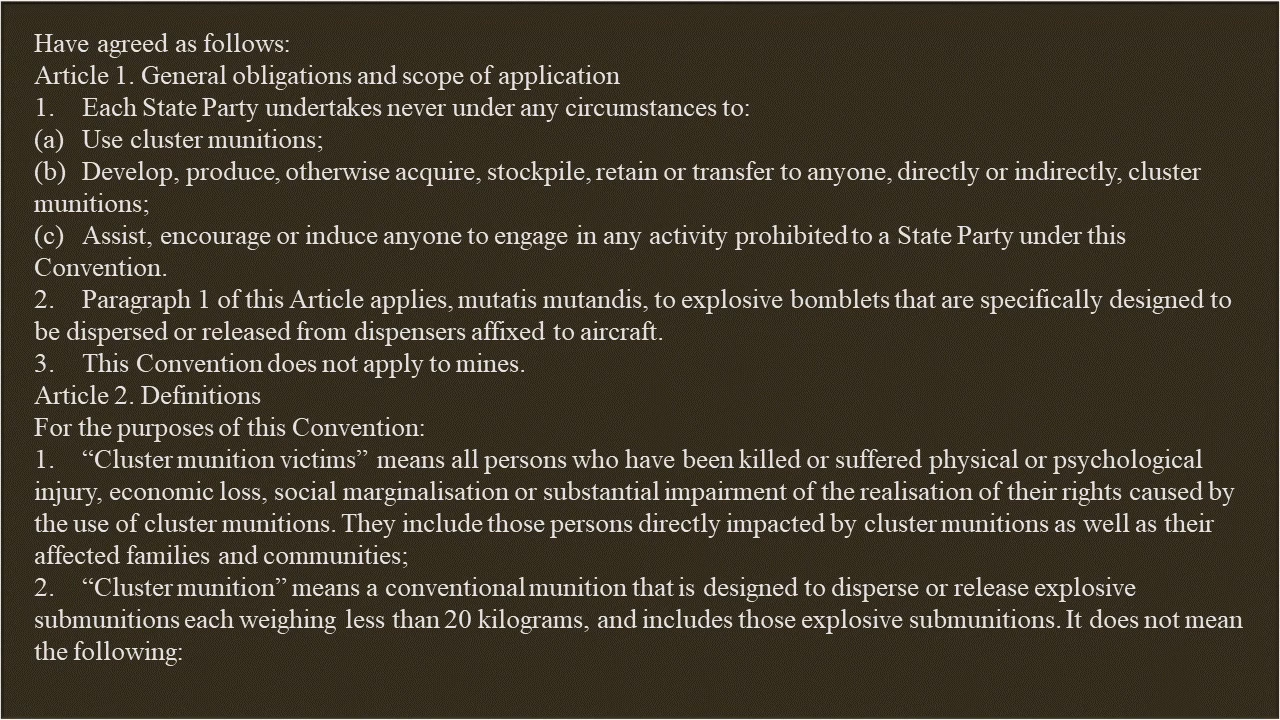 Have agreed as follows:
Article 1. General obligations and scope of application
1. Each State Party undertakes never under any circumstances to:
(a) Use cluster munitions;
(b) Develop, produce, otherwise acquire, stockpile, retain or transfer to anyone, directly or indirectly, cluster
munitions;
(c) Assist, encourage or induce anyone to engage in any activity prohibited to a State Party under this
Convention.
2. Paragraph 1 of this Article applies, mutatis mutandis, to explosive bomblets that are specifically designed to
be dispersed or released from dispensers affixed to aircraft.
3. This Convention does not apply to mines.
Article 2. Definitions
For the purposes of this Convention:
1. “Cluster munition victims” means all persons who have been killed or suffered physical or psychological
injury, economic loss, social marginalisation or substantial impairment of the realisation of their rights caused by
the use of cluster munitions. They include those persons directly impacted by cluster munitions as well as their
affected families and communities;
2. “Cluster munition” means a conventional munition that is designed to disperse or release explosive
submunitions each weighing less than 20 kilograms, and includes those explosive submunitions. It does not mean
the following: